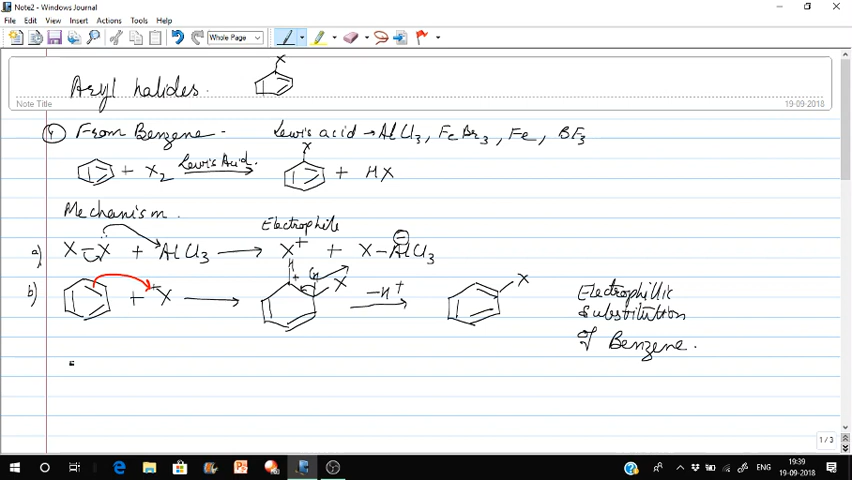 Note2 - Windows Journal
File Edit View Insert Actions Tools Help
Whole Page
Aryl halides. X
Note Title
19-09-2018
1) From Benzene - Lewis acid → AlCl3, FeBr3, Fe, BF3
+ X2 Lewis Acid. → X + HX
Mechanism.
Electrophile
a) X - X + AlCl3 → X+ + X - AlCl3 ⊖
b) + +X → H + H X -H+ → X
Electrophillic
Substitution
of Benzene.
1 / 3
19:39
ENG
19-09-2018